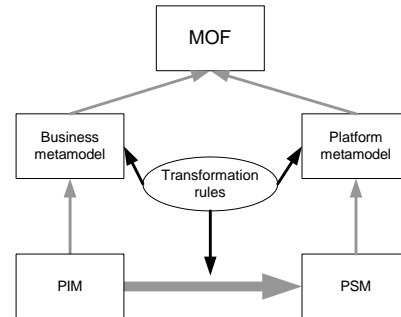 MOF
Business
metamodel
Platform
metamodel
Transformation
rules
PIM
PSM